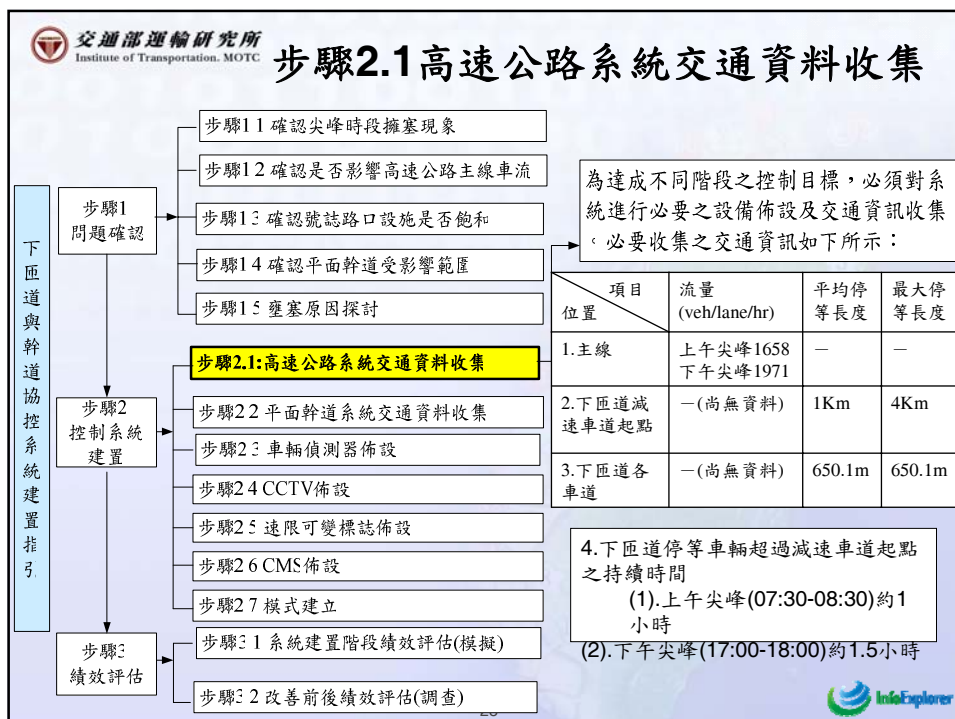 交通部運輸研究所
Institute of Transportation. MOTC
步驟2.1高速公路系統交通資料收集
下匝道與幹道協控系統建置指引
步驟1
問題確認
步驟1 1 確認尖峰時段擁塞現象
步驟1 2 確認是否影響高速公路主線車流
步驟1 3 確認號誌路口設施是否飽和
步驟1 4 確認平面幹道受影響範圍
步驟1 5 壅塞原因探討
步驟2
控制系統
建置
步驟2.1:高速公路系統交通資料收集
步驟2 2 平面幹道系統交通資料收集
步驟2 3 車輛偵測器佈設
步驟2 4 CCTV佈設
步驟2 5 速限可變標誌佈設
步驟2 6 CMS佈設
步驟2 7 模式建立
步驟3
績效評估
步驟3 1 系統建置階段績效評估(模擬)
步驟3 2 改善前後績效評估(調查)
為達成不同階段之控制目標，必須對系
統進行必要之設備佈設及交通資訊收集
。必要收集之交通資訊如下所示：
項目 流量 平均停 最大停
位置 (veh/lane/hr) 等長度 等長度
1.主線 上午尖峰1658 － －
下午尖峰1971
2.下匝道減 －(尚無資料) 1Km 4Km
速車道起點
3.下匝道各 －(尚無資料) 650.1m 650.1m
車道
4.下匝道停等車輛超過減速車道起點
之持續時間
(1).上午尖峰(07:30-08:30)約1
小時
(2).下午尖峰(17:00-18:00)約1.5小時
InfoExplorer